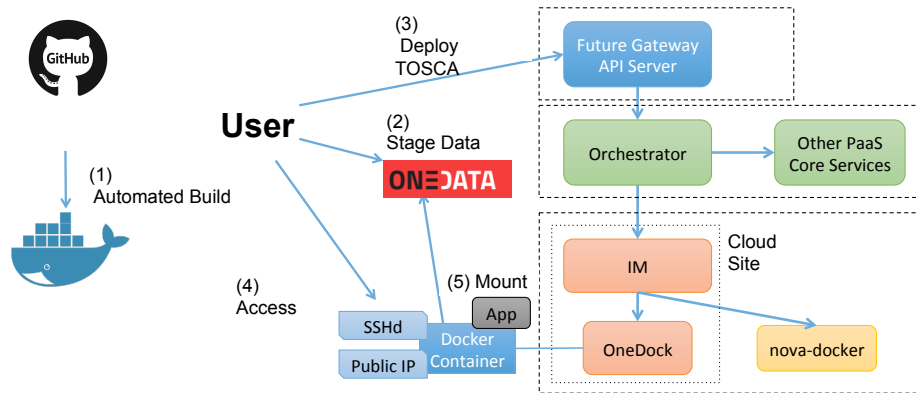 GitHub
(1)
Automated Build
User
(3)
Deploy
TOSCA
(2)
Stage Data
ONEDATA
(4)
Access
(5) Mount
App
SSHd
Public IP
Docker
Container
Future Gateway
API Server
Orchestrator
Other PaaS
Core Services
Cloud
Site
IM
OneDock
nova-docker